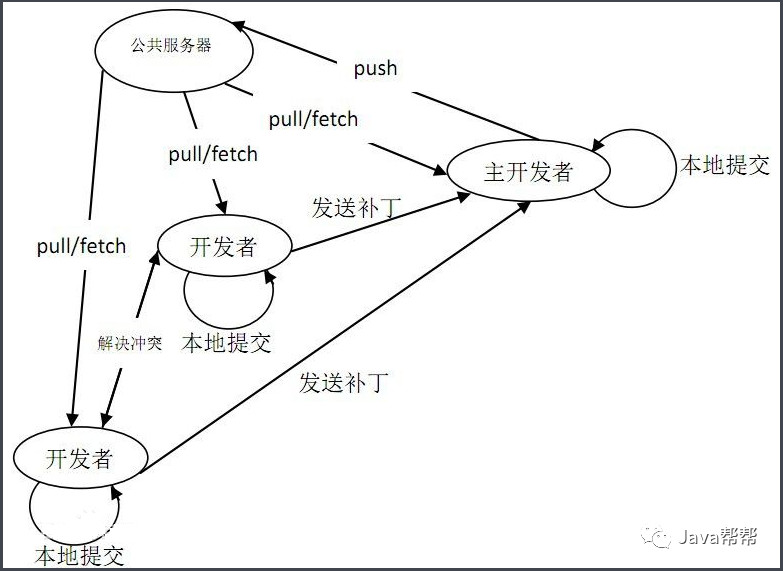 公共服务器
push
pull/fetch
pull/fetch
主开发者
本地提交
发送补丁
pull/fetch
开发者
解决冲突
本地提交
发送补丁
开发者
本地提交
Java帮帮